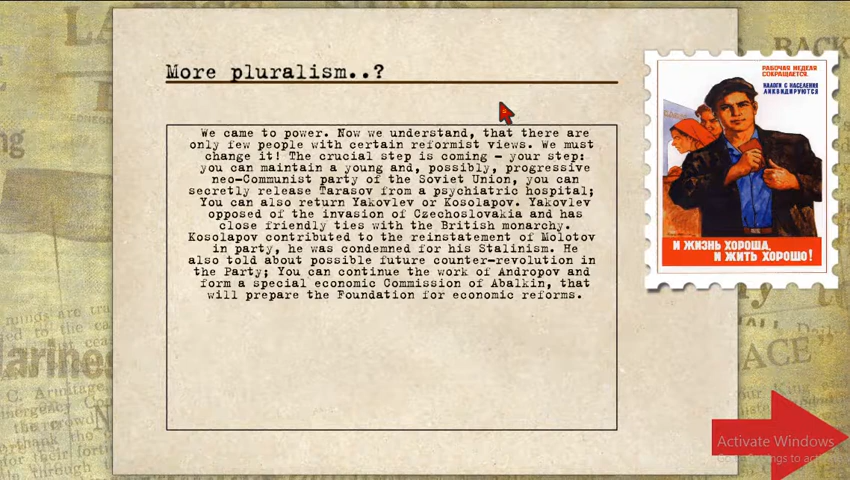 More pluralism..?
We came to power. Now we understand, that there are
only few people with certain reformist views. We must
change it! The crucial step is coming - your step:
you can maintain a young and, possibly, progressive
neo-Communist party of the Soviet Union, you can
secretly release Tarasov from a psychiatric hospital;
You can also return Yakovlev or Kosolapov. Yakovlev
opposed of the invasion of Czechoslovakia and has
close friendly ties with the British monarchy.
Kosolapov contributed to the reinstatement of Molotov
in party, he was condemned for his Stalinism. He
also told about possible future counter-revolution in
the Party; You can continue the work of Andropov and
form a special economic Commission of Abalkin, that
will prepare the Foundation for economic reforms.
РАБОЧАЯ НЕДЕЛЯ
СОКРАЩАЕТСЯ,
НАЛОГИ С НАСЕЛЕНИЯ
ЛИКВИДИРУЮТСЯ
И ЖИЗНЬ ХОРОША,
И ЖИТЬ ХОРОШО!
BACK
PACE
Activate Windows